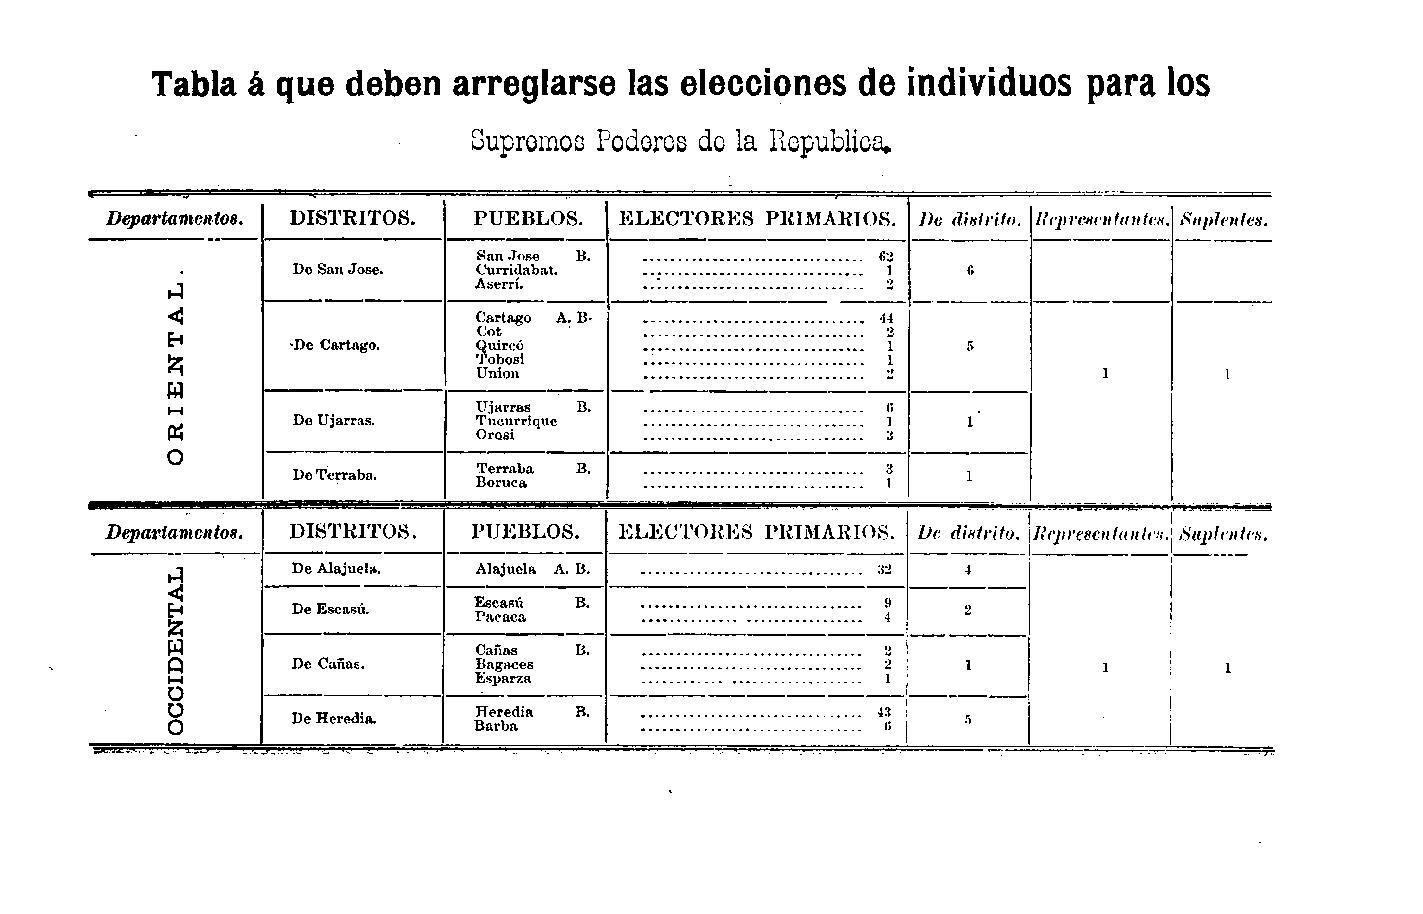 Tabla á que deben arreglarse las elecciones de individuos para los
Supremos Poderes de la Republica.
Departamentos. DISTRITOS. PUEBLOS. ELECTORES PRIMARIOS. De distrito. Representantes. Suplentes.
ORIENTAL.
De San Jose.
San Jose B. ............................ 62
Curridabat. ............................ 1
Aserrí. ............................ 2
6
De Cartago.
Cartago A. B. ............................ 44
Cot ............................ 2
Quircó ............................ 1
Tobosi ............................ 1
Union ............................ 2
5
1 1
De Ujarras.
Ujarras B. ............................ 6
Tucurrique ............................ 1
Orosi ............................ 3
1
De Terraba.
Terraba B. ............................ 3
Boruca ............................ 1
1
Departamentos. DISTRITOS. PUEBLOS. ELECTORES PRIMARIOS. De distrito. Representantes. Suplentes.
OCCIDENTAL
De Alajuela. Alajuela A. B. ............................ 32 4
De Escasú.
Escasú B. ............................ 9
Pacaca ............................ 4
2
De Cañas.
Cañas B. ............................ 2
Bagaces ............................ 2
Esparza ............................ 1
1 1 1
De Heredia.
Heredia B. ............................ 43
Barba ............................ 6
5